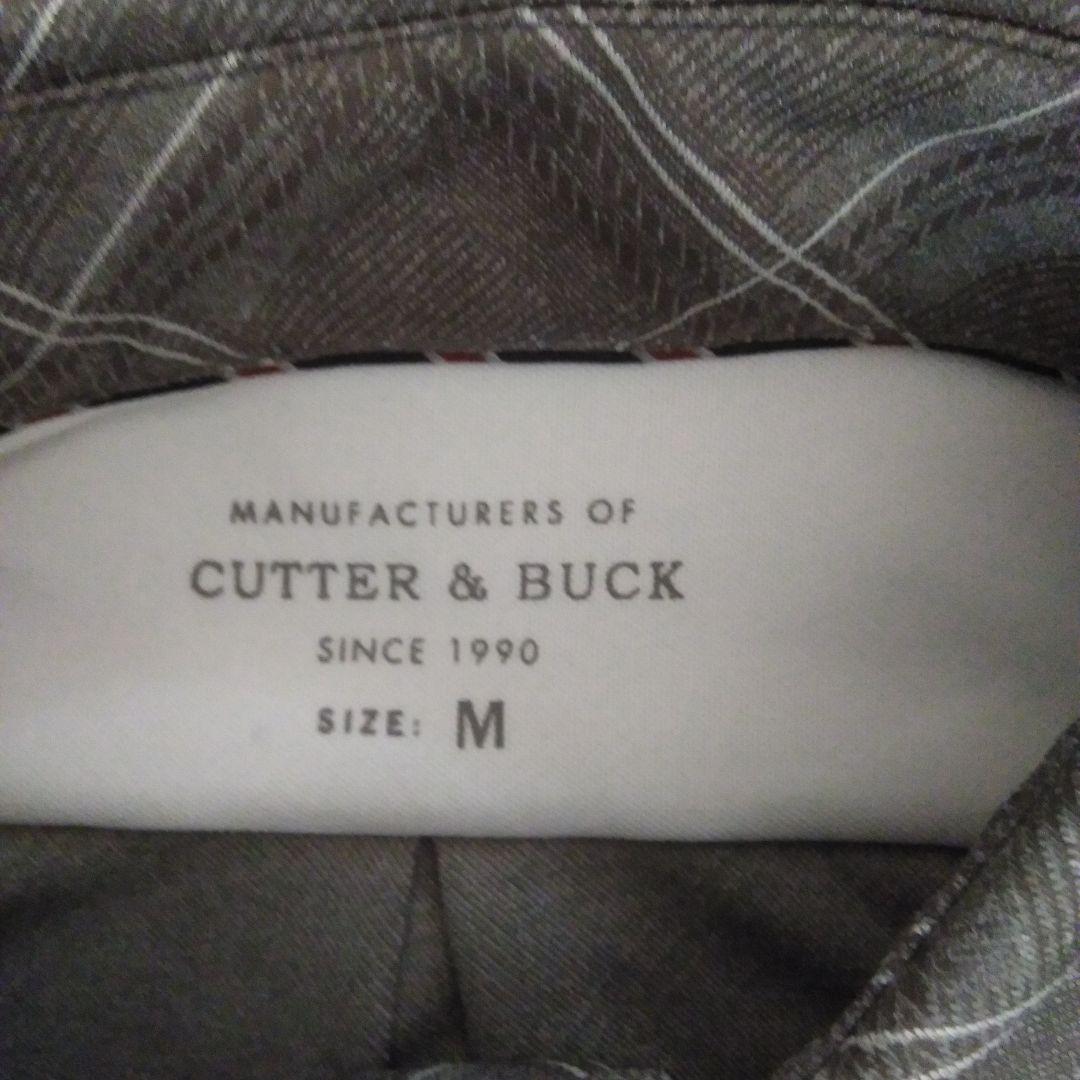 MANUFACTURERS OF
CUTTER & BUCK
SINCE 1990
SIZE: M